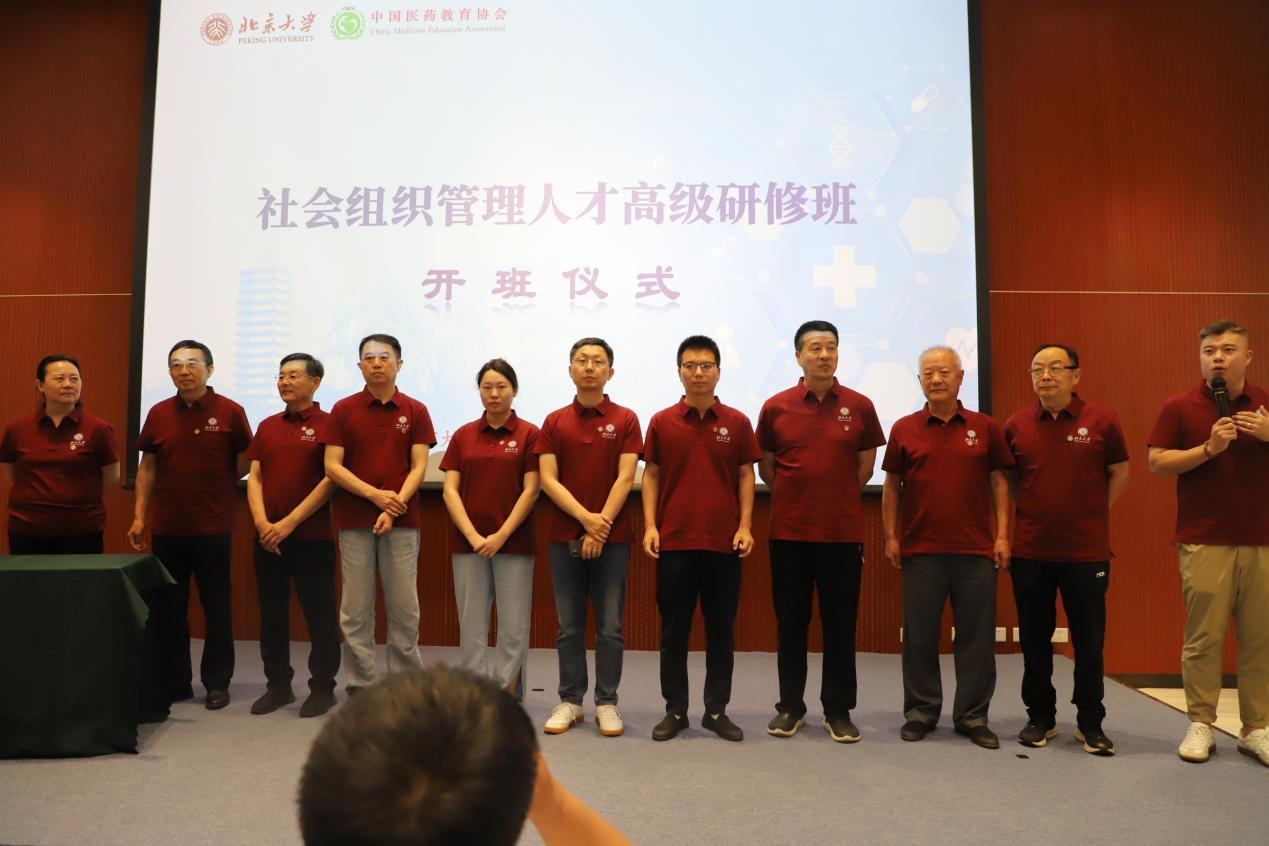 北京大学
PEKING UNIVERSITY
CMEA
中国医药教育协会
China Medicine Education Association
社会组织管理人才高级研修班
开班仪式